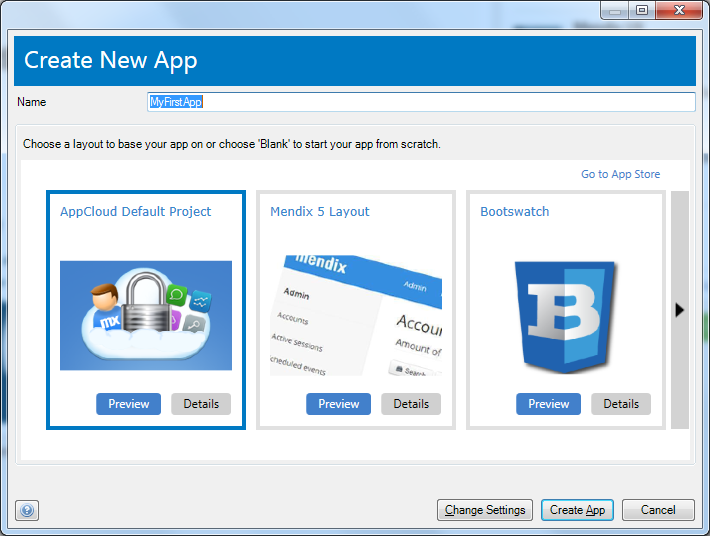 Create New App
Name
MyFirstApp
Choose a layout to base your app on or choose 'Blank' to start your app from scratch.
Go to App Store
AppCloud Default Project
Mendix 5 Layout
Bootswatch
mx
mendix
Admin
Admin
Accounts
Accou
Active sessions
Amount of
scheduled events
Search
B
Preview
Details
Preview
Details
Preview
Details
?
Change Settings
Create App
Cancel